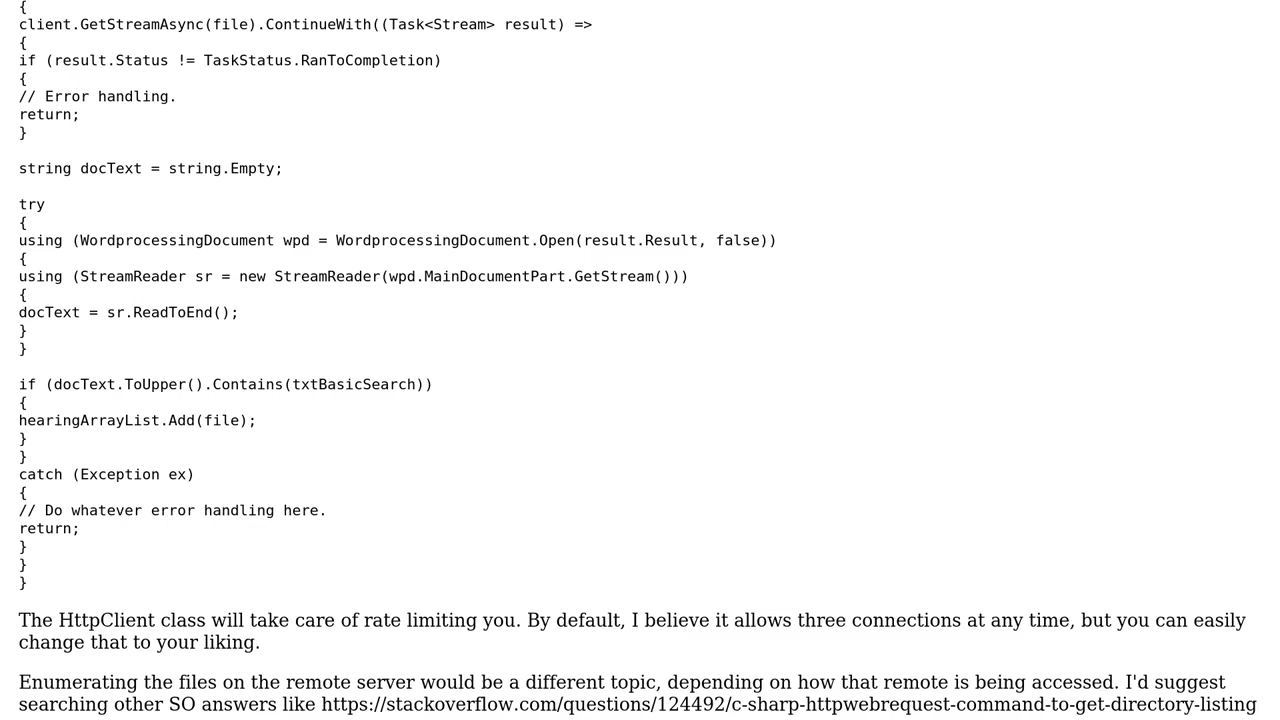 {
client.GetStreamAsync(file).ContinueWith((Task<Stream> result) =>
{
if (result.Status != TaskStatus.RanToCompletion)
{
// Error handling.
return;
}
string docText = string.Empty;
try
{
using (WordprocessingDocument wpd = WordprocessingDocument.Open(result.Result, false))
{
using (StreamReader sr = new StreamReader(wpd.MainDocumentPart.GetStream()))
{
docText = sr.ReadToEnd();
}
}
if (docText.ToUpper().Contains(txtBasicSearch))
{
hearingArrayList.Add(file);
}
}
catch (Exception ex)
{
// Do whatever error handling here.
return;
}
}
}
The HttpClient class will take care of rate limiting you. By default, I believe it allows three connections at any time, but you can easily
change that to your liking.
Enumerating the files on the remote server would be a different topic, depending on how that remote is being accessed. I'd suggest
searching other SO answers like https://stackoverflow.com/questions/124492/c-sharp-httpwebrequest-command-to-get-directory-listing